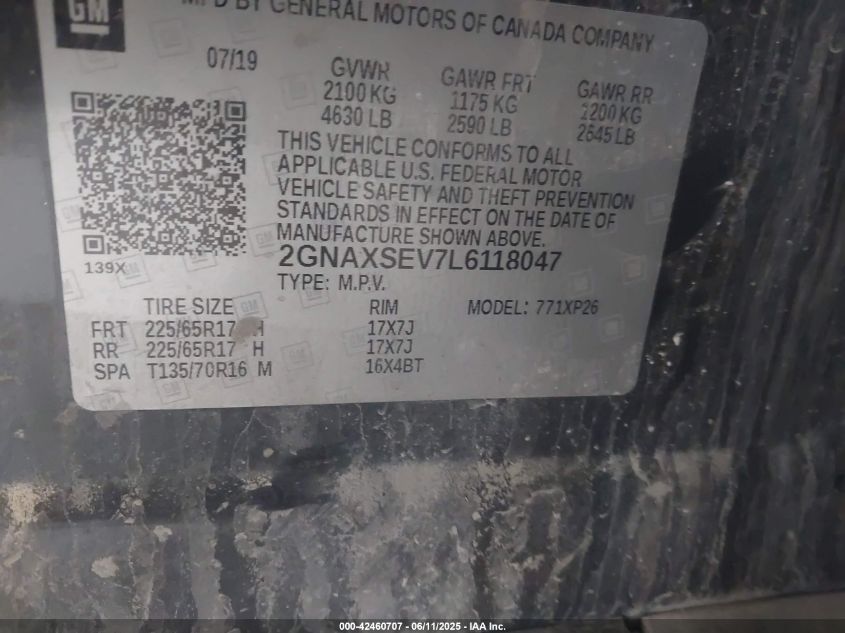 GM
MFD BY GENERAL MOTORS OF CANADA COMPANY
07/19
GVWR
2100 KG
4630 LB
GAWR FRT
1175 KG
2590 LB
GAWR RR
1200 KG
2645 LB
THIS VEHICLE CONFORMS TO ALL
APPLICABLE U.S. FEDERAL MOTOR
VEHICLE SAFETY AND THEFT PREVENTION
STANDARDS IN EFFECT ON THE DATE OF
MANUFACTURE SHOWN ABOVE.
2GNAXSEV7L6118047
139X
TYPE: M.P.V.
TIRE SIZE RIM MODEL: 771XP26
FRT 225/65R17 H 17X7J
RR 225/65R17 H 17X7J
SPA T135/70R16 M 16X4BT
000-42460707 - 06/11/2025 - IAA Inc.